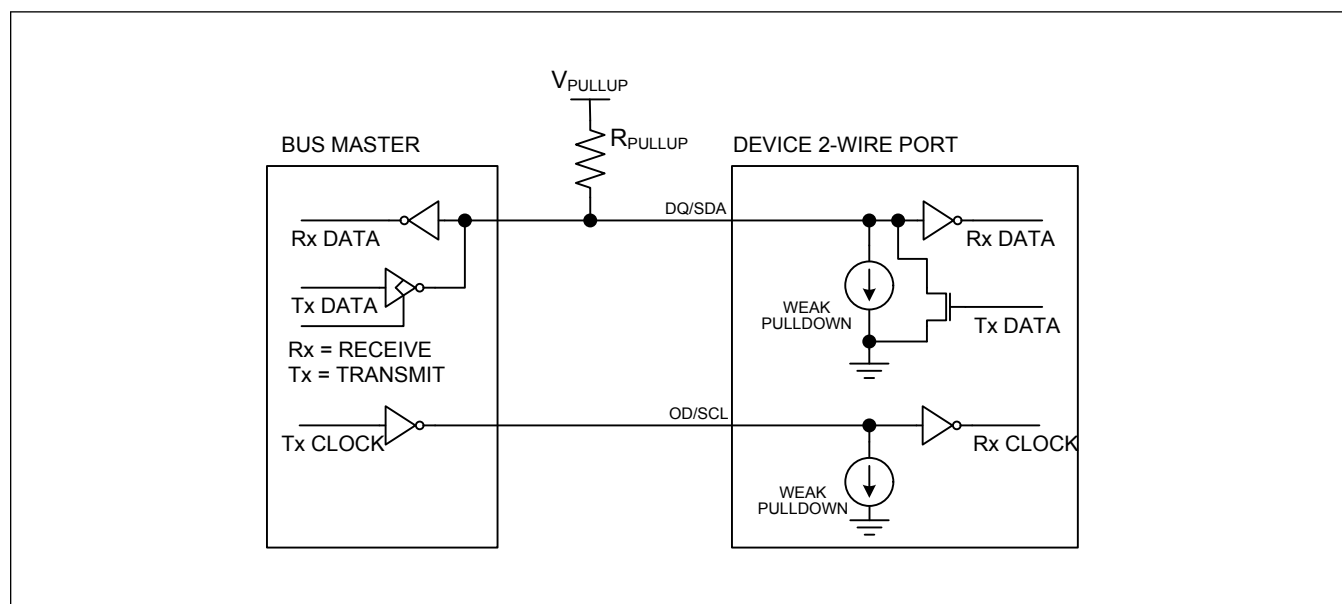 VPULLUP
RPULLUP
BUS MASTER
DEVICE 2-WIRE PORT
DQ/SDA
Rx DATA
Rx DATA
Tx DATA
WEAK
PULLDOWN
Tx DATA
Rx = RECEIVE
Tx = TRANSMIT
OD/SCL
Tx CLOCK
Rx CLOCK
WEAK
PULLDOWN